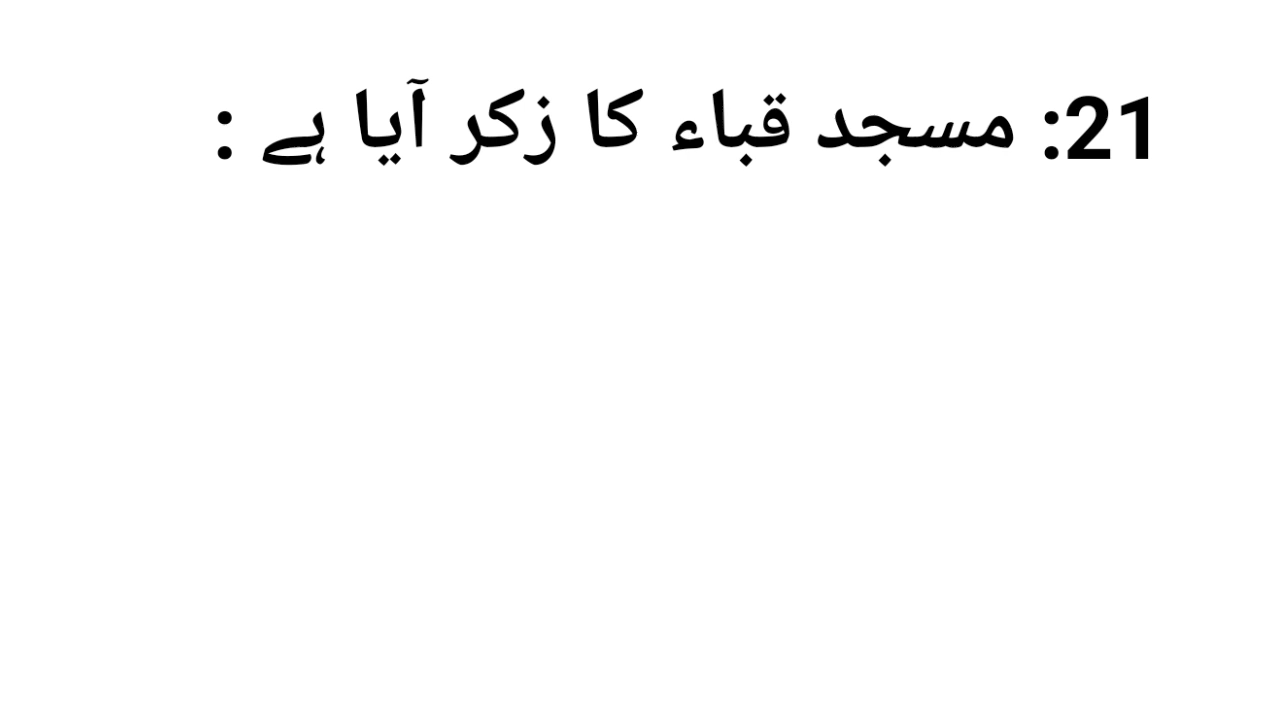 21: مسجد قباء کا زکر آیا ہے :